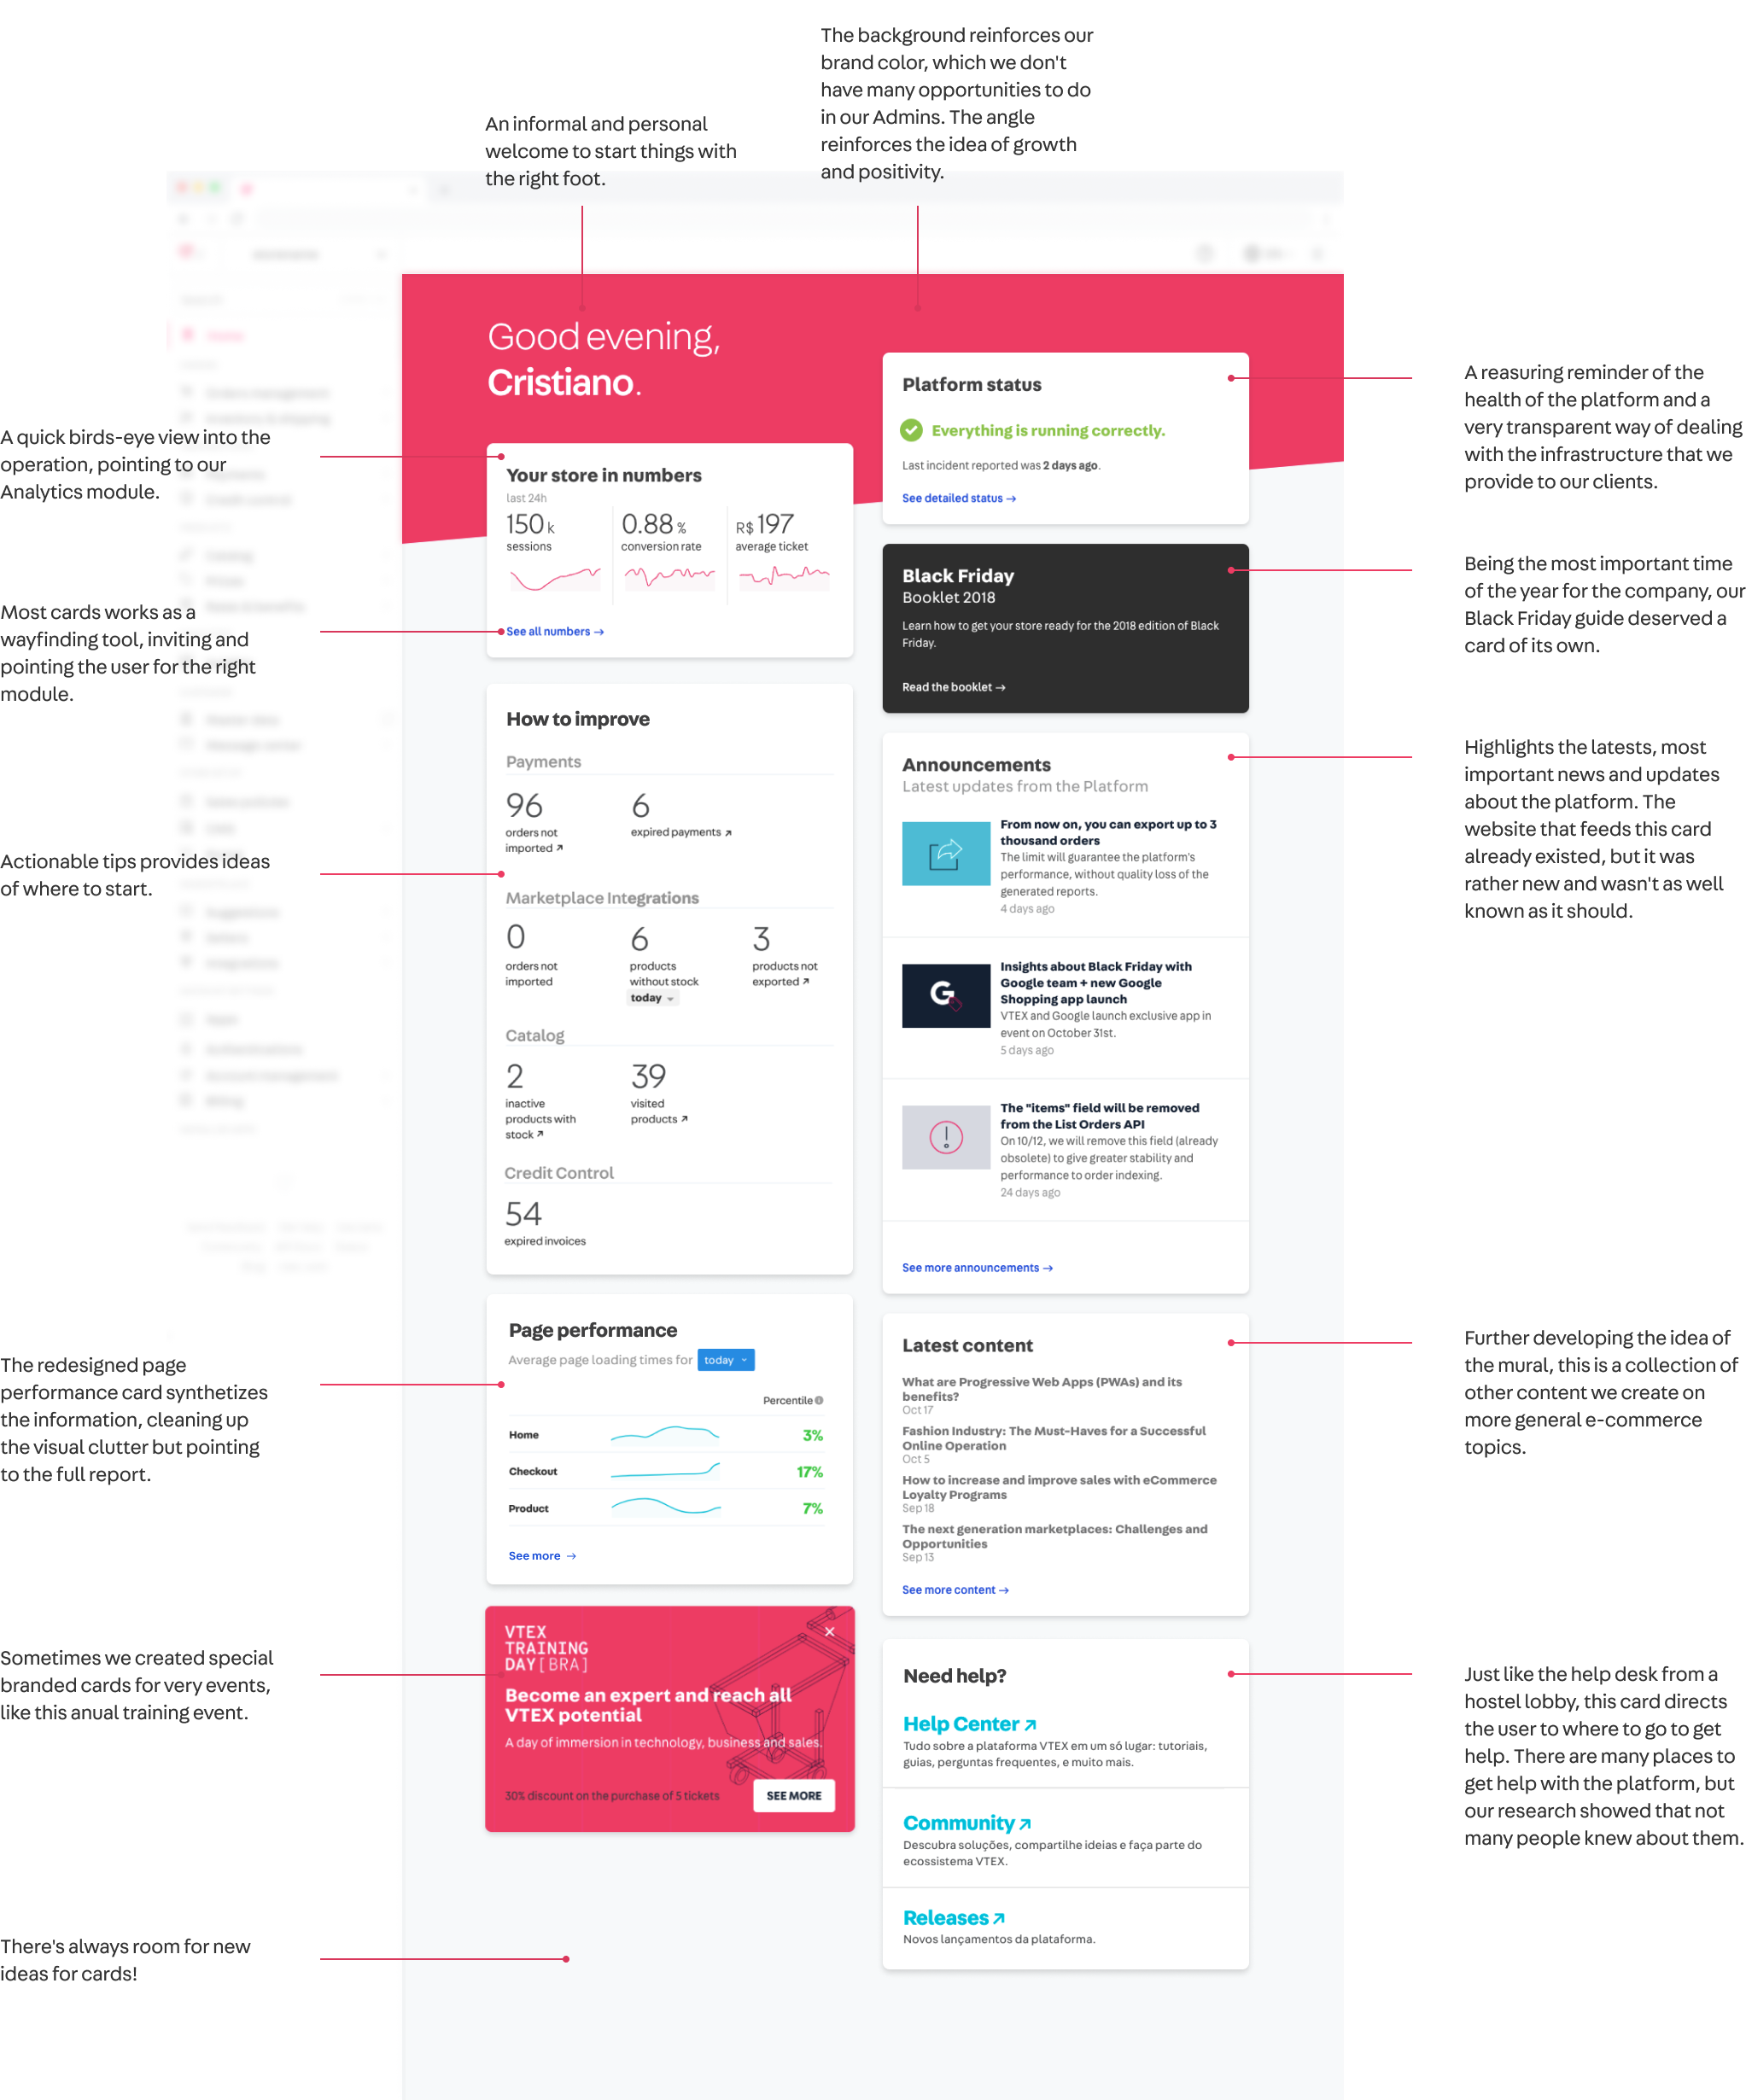 The background reinforces our
brand color, which we don't
have many opportunities to do
in our Admins. The angle
reinforces the idea of growth
and positivity.
An informal and personal
welcome to start things with
the right foot.
Good evening,
Cristiano.
A quick birds-eye view into the
operation, pointing to our
Analytics module.
Most cards works as a
wayfinding tool, inviting and
pointing the user for the right
module.
Actionable tips provides ideas
of where to start.
The redesigned page
performance card synthetizes
the information, cleaning up
the visual clutter but pointing
to the full report.
Sometimes we created special
branded cards for very events,
like this anual training event.
There's always room for new
ideas for cards!
Your store in numbers
last 24h
150 k
sessions
0.88 %
conversion rate
R$ 197
average ticket
See all numbers →
How to improve
Payments
96
orders not
imported ↗
6
expired payments ↗
Marketplace Integrations
0
orders not
imported
6
products
without stock
today
3
products not
exported ↗
Catalog
2
inactive
products with
stock ↗
39
visited
products ↗
Credit Control
54
expired invoices
Page performance
Average page loading times for today
Percentile
Home 3%
Checkout 17%
Product 7%
See more →
VTEX
TRAINING
DAY[BRA]
Become an expert and reach all
VTEX potential
A day of immersion in technology, business and sales.
30% discount on the purchase of 5 tickets
SEE MORE
Platform status
Everything is running correctly.
Last incident reported was 2 days ago.
See detailed status →
Black Friday
Booklet 2018
Learn how to get your store ready for the 2018 edition of Black
Friday.
Read the booklet →
Announcements
Latest updates from the Platform
From now on, you can export up to 3
thousand orders
The limit will guarantee the platform's
performance, without quality loss of the
generated reports.
4 days ago
Insights about Black Friday with
Google team + new Google
Shopping app launch
VTEX and Google launch exclusive app in
event on October 31st.
5 days ago
The "items" field will be removed
from the List Orders API
On 10/12, we will remove this field (already
obsolete) to give greater stability and
performance to order indexing.
24 days ago
See more announcements →
Latest content
What are Progressive Web Apps (PWAs) and its
benefits?
Oct 17
Fashion Industry: The Must-Haves for a Successful
Online Operation
Oct 5
How to increase and improve sales with eCommerce
Loyalty Programs
Sep 18
The next generation marketplaces: Challenges and
Opportunities
Sep 13
See more content →
Need help?
Help Center ↗
Tudo sobre a plataforma VTEX em um só lugar: tutoriais,
guias, perguntas frequentes, e muito mais.
Community ↗
Descubra soluções, compartilhe ideias e faça parte do
ecossistema VTEX.
Releases ↗
Novos lançamentos da plataforma.
A reasuring reminder of the
health of the platform and a
very transparent way of dealing
with the infrastructure that we
provide to our clients.
Being the most important time
of the year for the company, our
Black Friday guide deserved a
card of its own.
Highlights the latests, most
important news and updates
about the platform. The
website that feeds this card
already existed, but it was
rather new and wasn't as well
known as it should.
Further developing the idea of
the mural, this is a collection of
other content we create on
more general e-commerce
topics.
Just like the help desk from a
hostel lobby, this card directs
the user to where to go to get
help. There are many places to
get help with the platform, but
our research showed that not
many people knew about them.